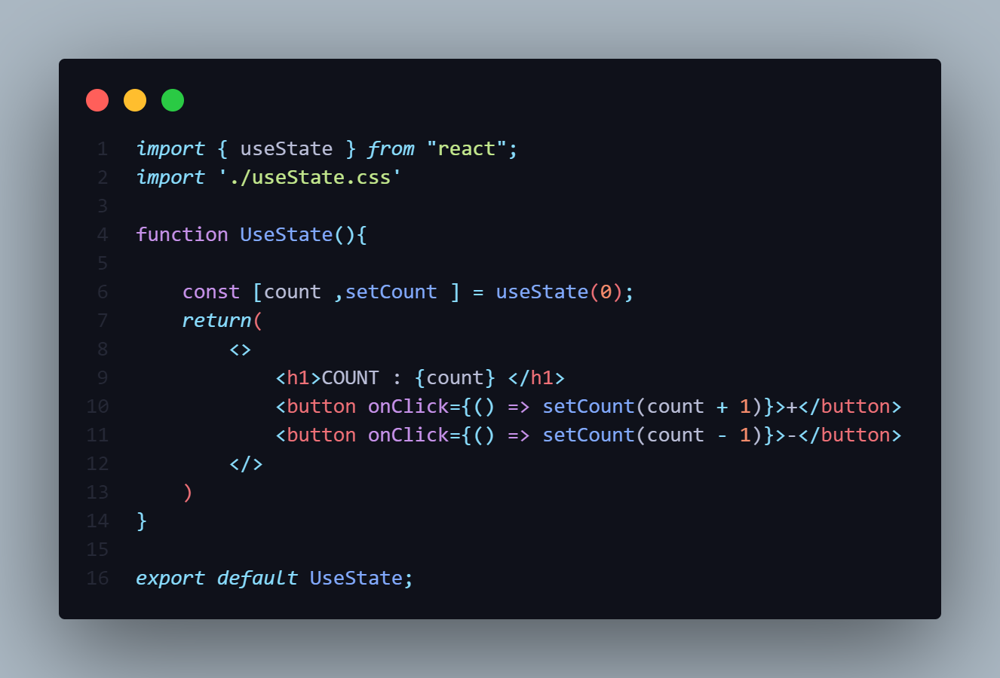 1 import { useState } from "react";
2 import './useState.css'
3
4 function UseState(){
5
6     const [count ,setCount ] = useState(0);
7     return(
8         <>
9             <h1>COUNT : {count} </h1>
10             <button onClick={() => setCount(count + 1)}>+</button>
11             <button onClick={() => setCount(count - 1)}>-</button>
12         </>
13     )
14 }
15
16 export default UseState;